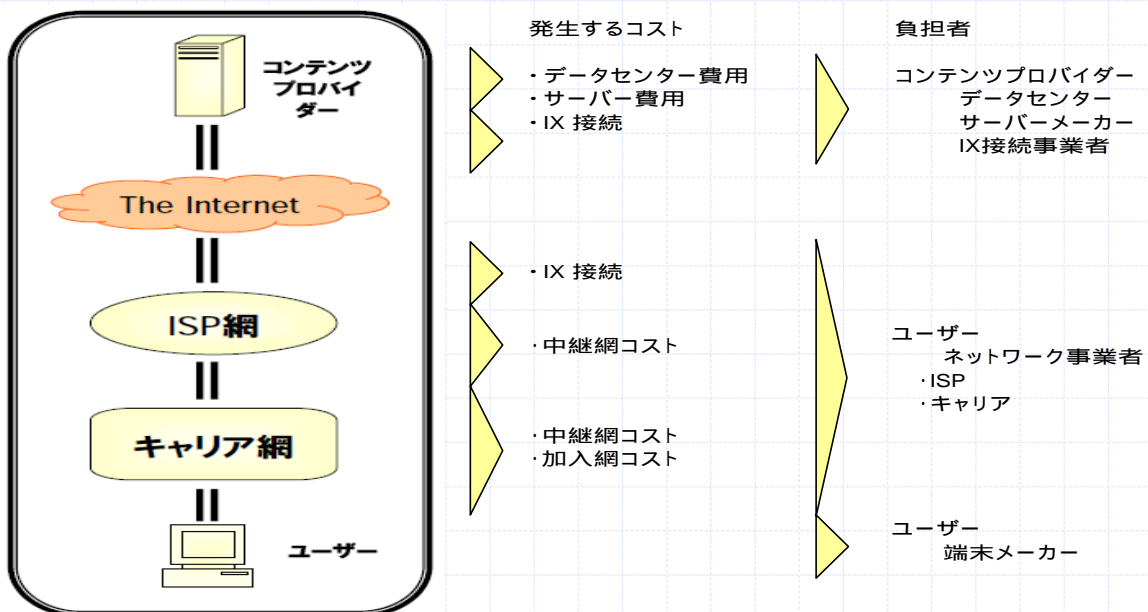 コンテンツ
プロバイ
ダー
The Internet
ISP網
キャリア網
ユーザー
発生するコスト
・データセンター費用
・サーバー費用
・IX 接続
・IX 接続
・中継網コスト
・中継網コスト
・加入網コスト
負担者
コンテンツプロバイダー
データセンター
サーバーメーカー
IX接続事業者
ユーザー
ネットワーク事業者
・ISP
・キャリア
ユーザー
端末メーカー